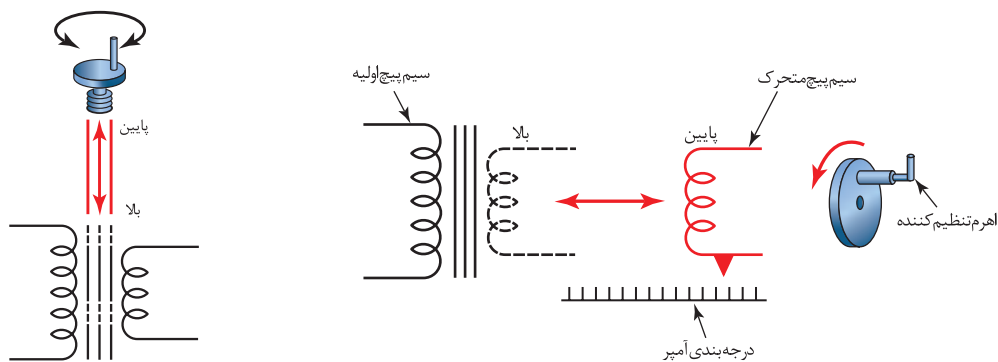 سیم‌پیچ اولیه
سیم‌پیچ متحرک
بالا
پایین
اهرم تنظیم‌کننده
درجه‌بندی آمپر
پایین
بالا